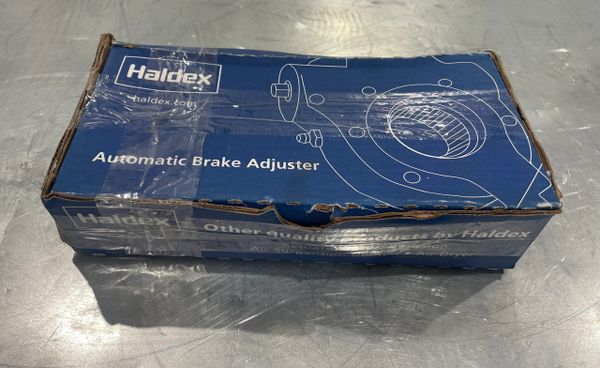 Haldex
haldex.com
Automatic Brake Adjuster
Haldex
Other quality products by Haldex